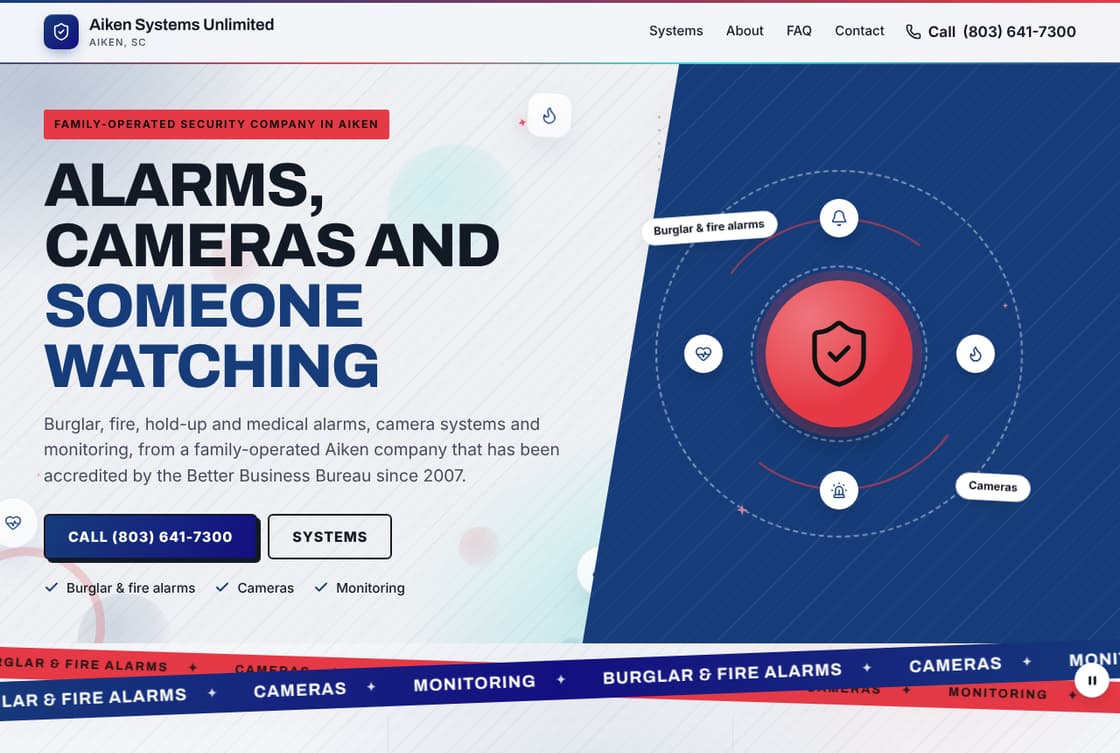 Aiken Systems Unlimited
AIKEN, SC
Systems About FAQ Contact Call (803) 641-7300
FAMILY-OPERATED SECURITY COMPANY IN AIKEN
ALARMS,
CAMERAS AND
SOMEONE
WATCHING
Burglar, fire, hold-up and medical alarms, camera systems and
monitoring, from a family-operated Aiken company that has been
accredited by the Better Business Bureau since 2007.
CALL (803) 641-7300 SYSTEMS
Burglar & fire alarms Cameras Monitoring
Burglar & fire alarms
Cameras
FIRE ALARMS CAMERAS
CAMERAS MONITORING
& FIRE ALARMS CAMERAS MONITORING BURGLAR & FIRE ALARMS CAMERAS